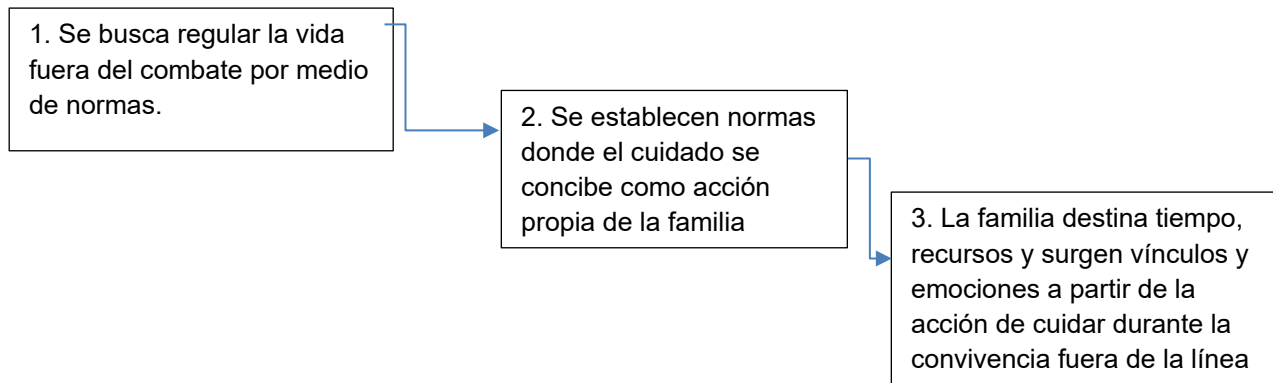 1. Se busca regular la vida
fuera del combate por medio
de normas.
2. Se establecen normas
donde el cuidado se
concibe como acción
propia de la familia
3. La familia destina tiempo,
recursos y surgen vínculos y
emociones a partir de la
acción de cuidar durante la
convivencia fuera de la línea